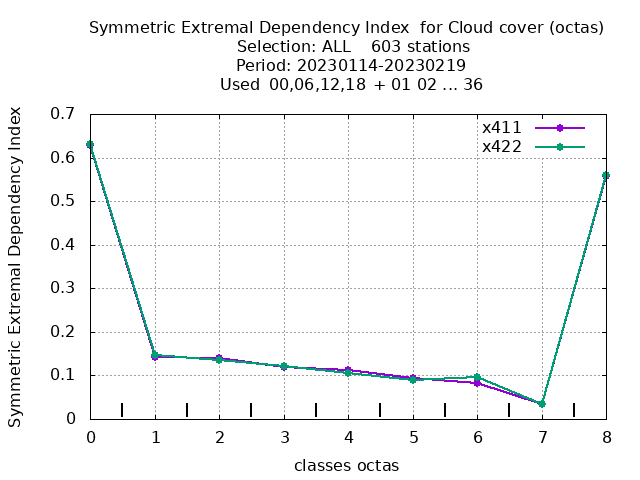 Symmetric Extremal Dependency Index  for Cloud cover (octas)
Selection: ALL    603 stations
Period: 20230114-20230219
Used  00,06,12,18  + 01 02 ... 36
Symmetric Extremal Dependency Index
0.7
0.6
0.5
0.4
0.3
0.2
0.1
0
x411
x422
0 1 2 3 4 5 6 7 8
classes octas